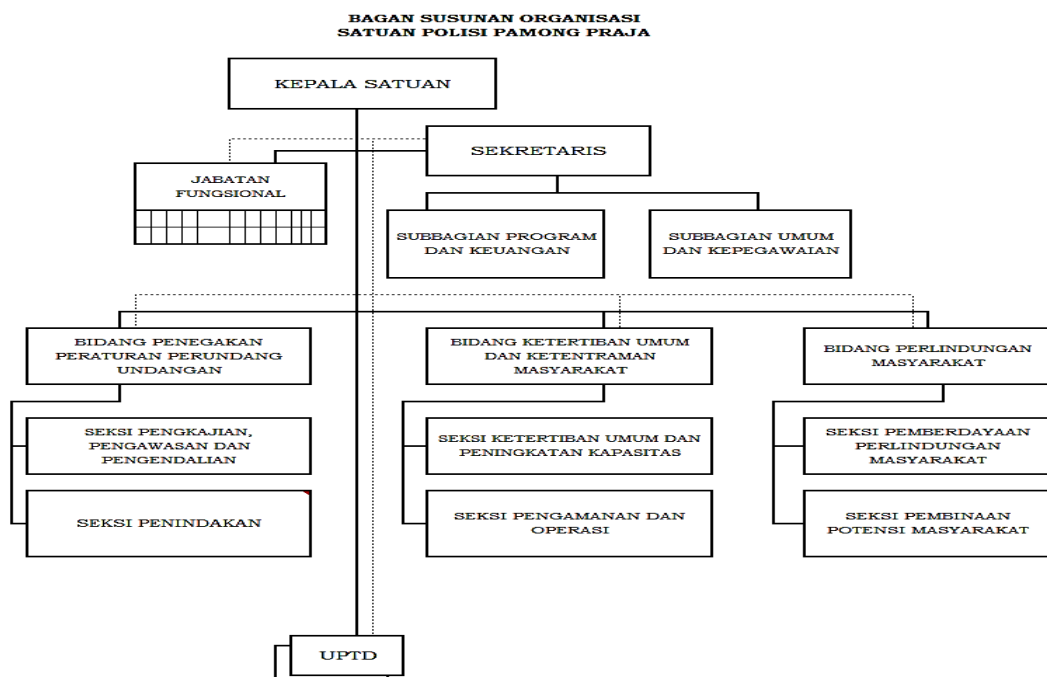 BAGAN SUSUNAN ORGANISASI
SATUAN POLISI PAMONG PRAJA
KEPALA SATUAN
SEKRETARIS
JABATAN
FUNGSIONAL
SUBBAGIAN PROGRAM
DAN KEUANGAN
SUBBAGIAN UMUM
DAN KEPEGAWAIAN
BIDANG PENEGAKAN
PERATURAN PERUNDANG
UNDANGAN
BIDANG KETERTIBAN UMUM
DAN KETENTRAMAN
MASYARAKAT
BIDANG PERLINDUNGAN
MASYARAKAT
SEKSI PENGKAJIAN,
PENGAWASAN DAN
PENGENDALIAN
SEKSI KETERTIBAN UMUM DAN
PENINGKATAN KAPASITAS
SEKSI PEMBERDAYAAN
PERLINDUNGAN
MASYARAKAT
SEKSI PENINDAKAN
SEKSI PENGAMANAN DAN
OPERASI
SEKSI PEMBINAAN
POTENSI MASYARAKAT
UPTD